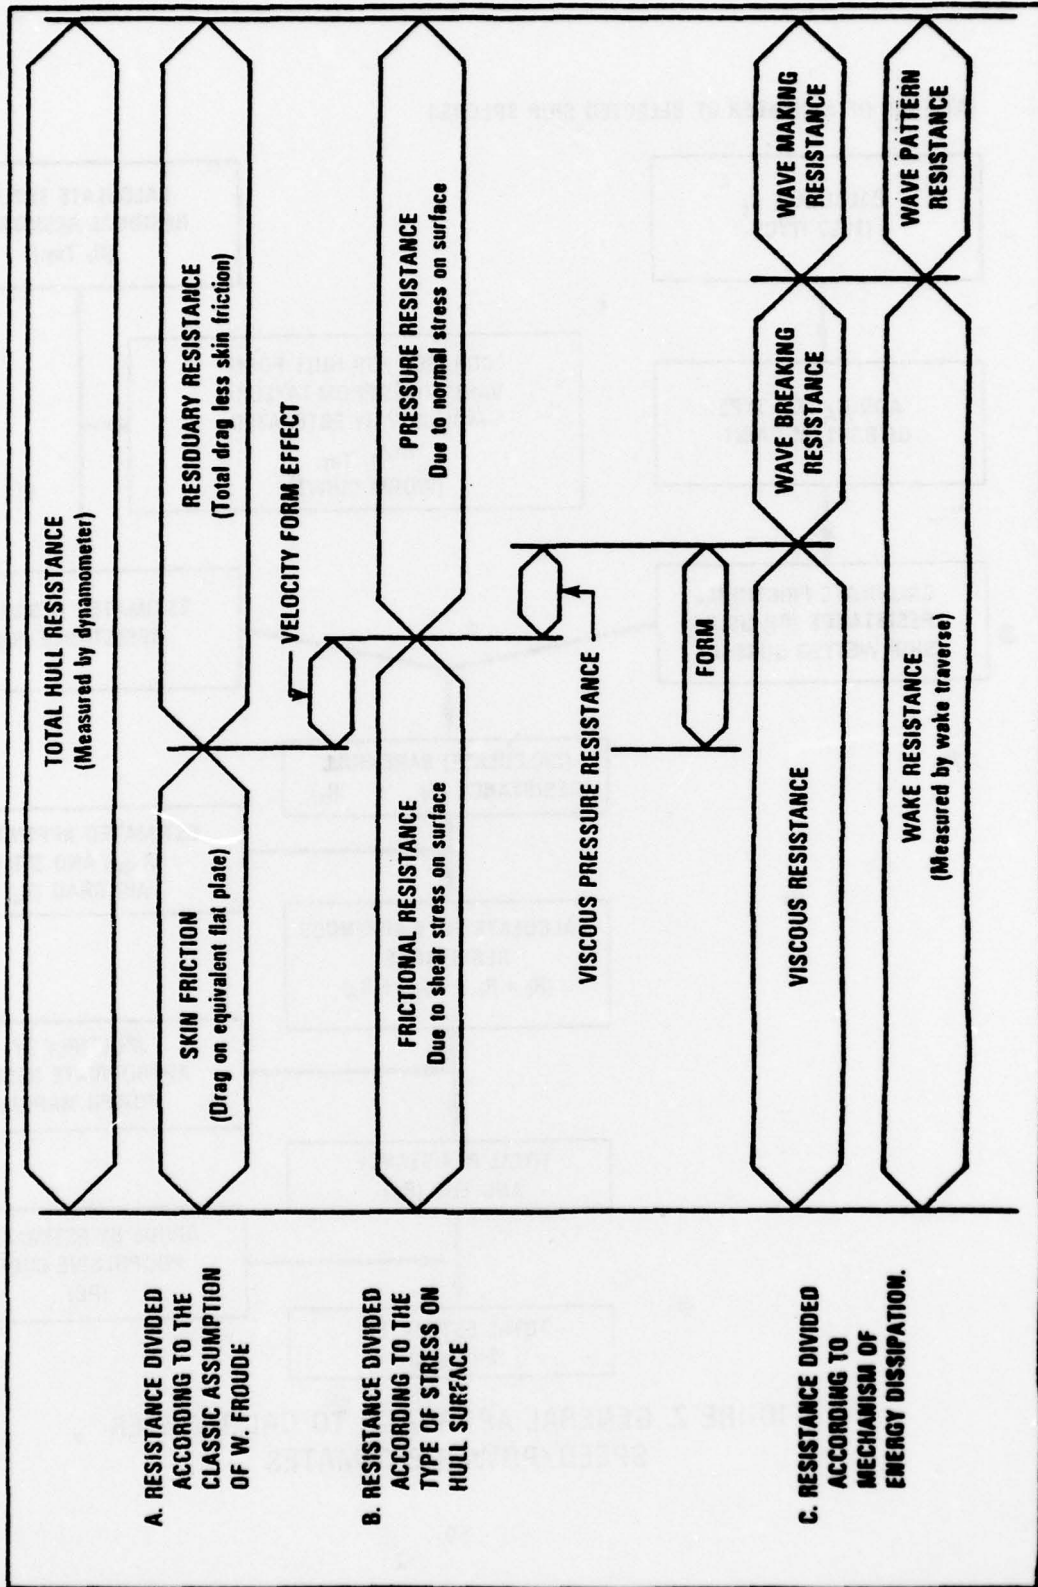 TOTAL HULL RESISTANCE
(Measured by dynamometer)
A. RESISTANCE DIVIDED
ACCORDING TO THE
CLASSIC ASSUMPTION
OF W. FROUDE
SKIN FRICTION
(Drag on equivalent flat plate)
RESIDUARY RESISTANCE
(Total drag less skin friction)
VELOCITY FORM EFFECT
B. RESISTANCE DIVIDED
ACCORDING TO THE
TYPE OF STRESS ON
HULL SURFACE
FRICTIONAL RESISTANCE
Due to shear stress on surface
PRESSURE RESISTANCE
Due to normal stress on surface
VISCOUS PRESSURE RESISTANCE
FORM
C. RESISTANCE DIVIDED
ACCORDING TO
MECHANISM OF
ENERGY DISSIPATION.
VISCOUS RESISTANCE
WAVE BREAKING
RESISTANCE
WAVE MAKING
RESISTANCE
WAKE RESISTANCE
(Measured by wake traverse)
WAVE PATTERN
RESISTANCE